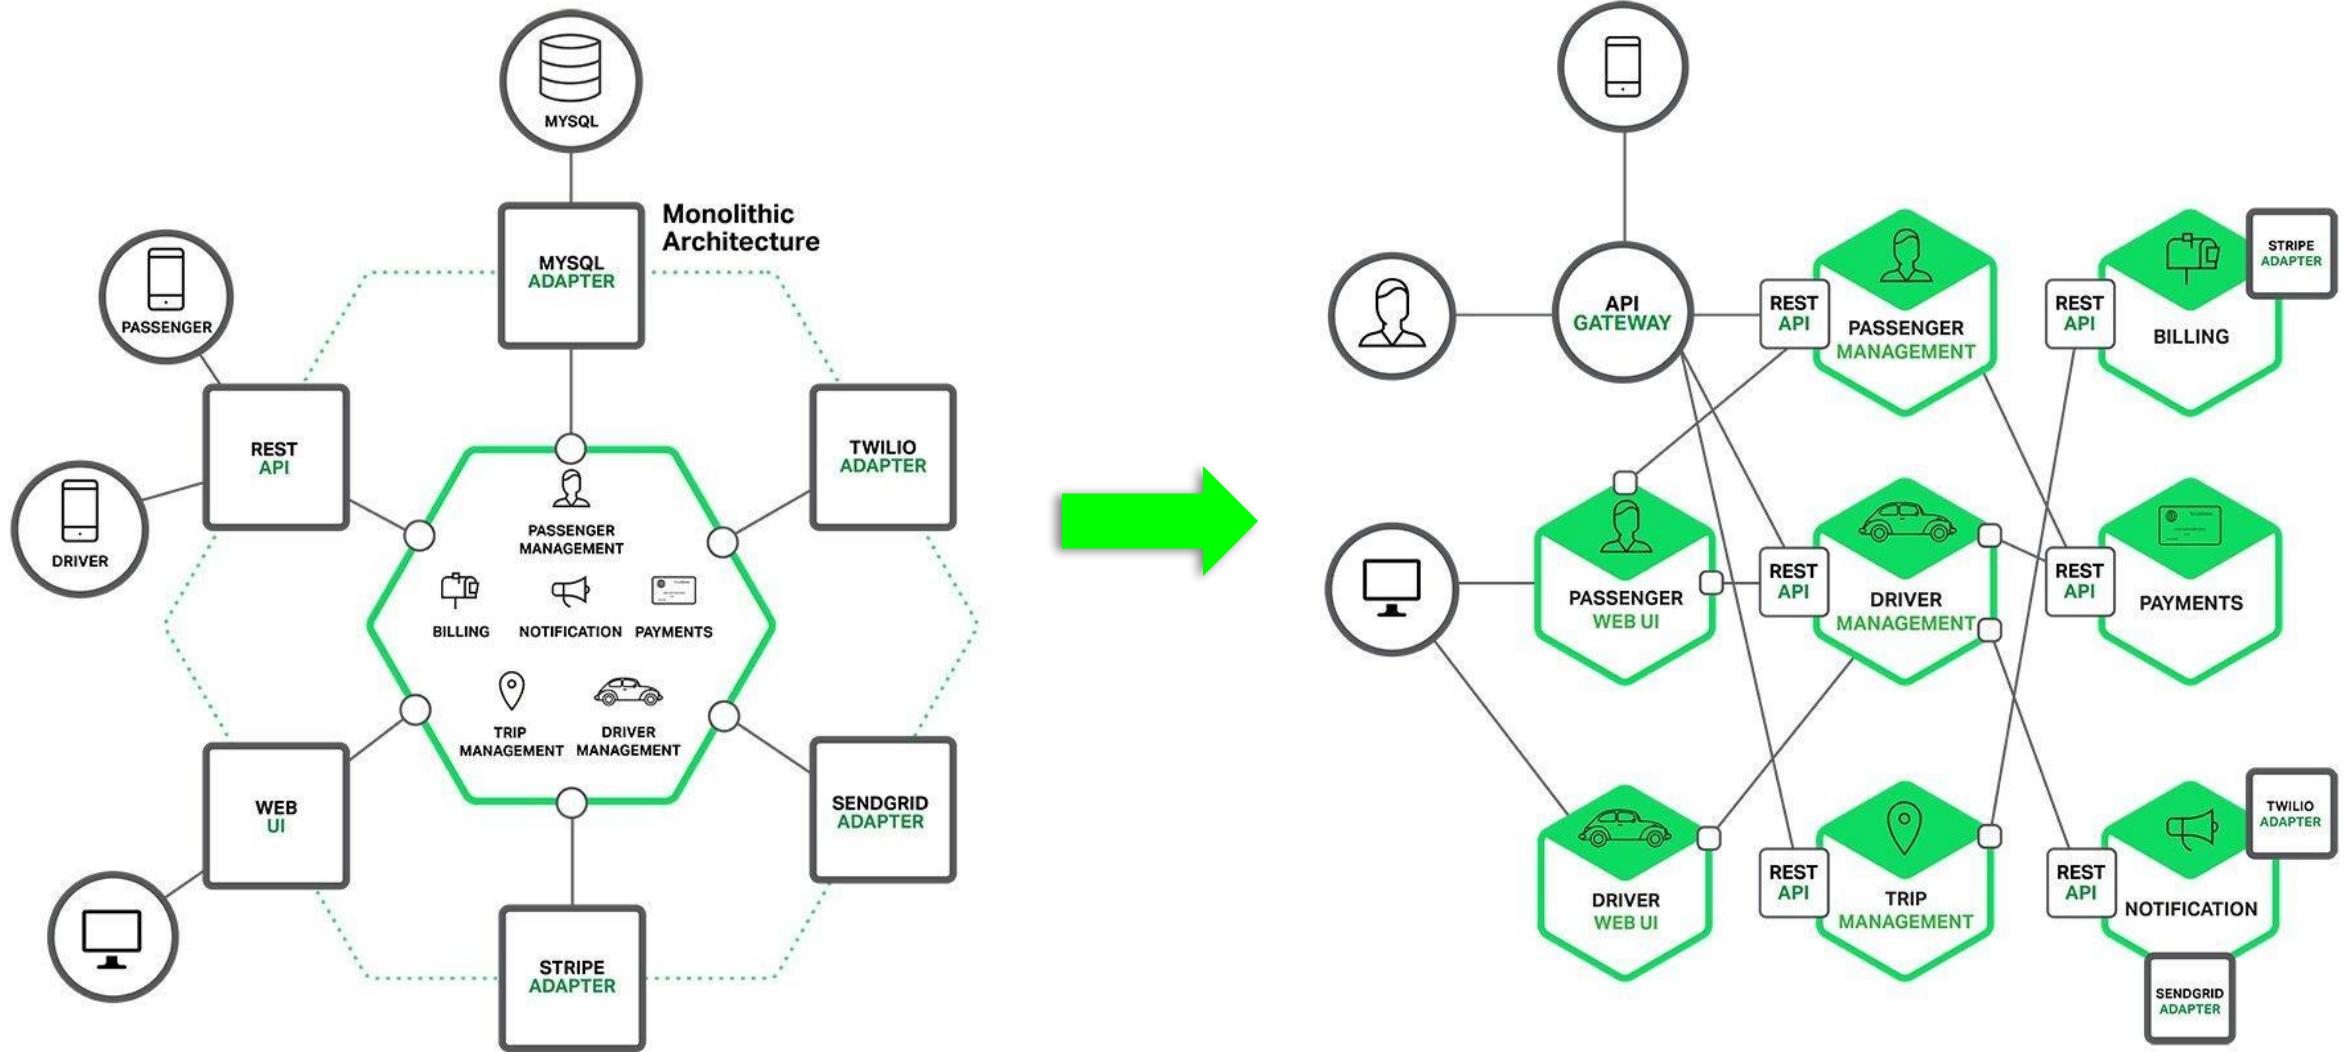 MYSQL
Monolithic
Architecture
MYSQL
ADAPTER
PASSENGER
REST
API
TWILIO
ADAPTER
DRIVER
PASSENGER
MANAGEMENT
BILLING
NOTIFICATION
PAYMENTS
TRIP
MANAGEMENT
DRIVER
MANAGEMENT
WEB
UI
SENDGRID
ADAPTER
STRIPE
ADAPTER
API
GATEWAY
REST
API
PASSENGER
MANAGEMENT
REST
API
BILLING
STRIPE
ADAPTER
PASSENGER
WEB UI
REST
API
DRIVER
MANAGEMENT
REST
API
PAYMENTS
DRIVER
WEB UI
REST
API
TRIP
MANAGEMENT
REST
API
NOTIFICATION
TWILIO
ADAPTER
SENDGRID
ADAPTER